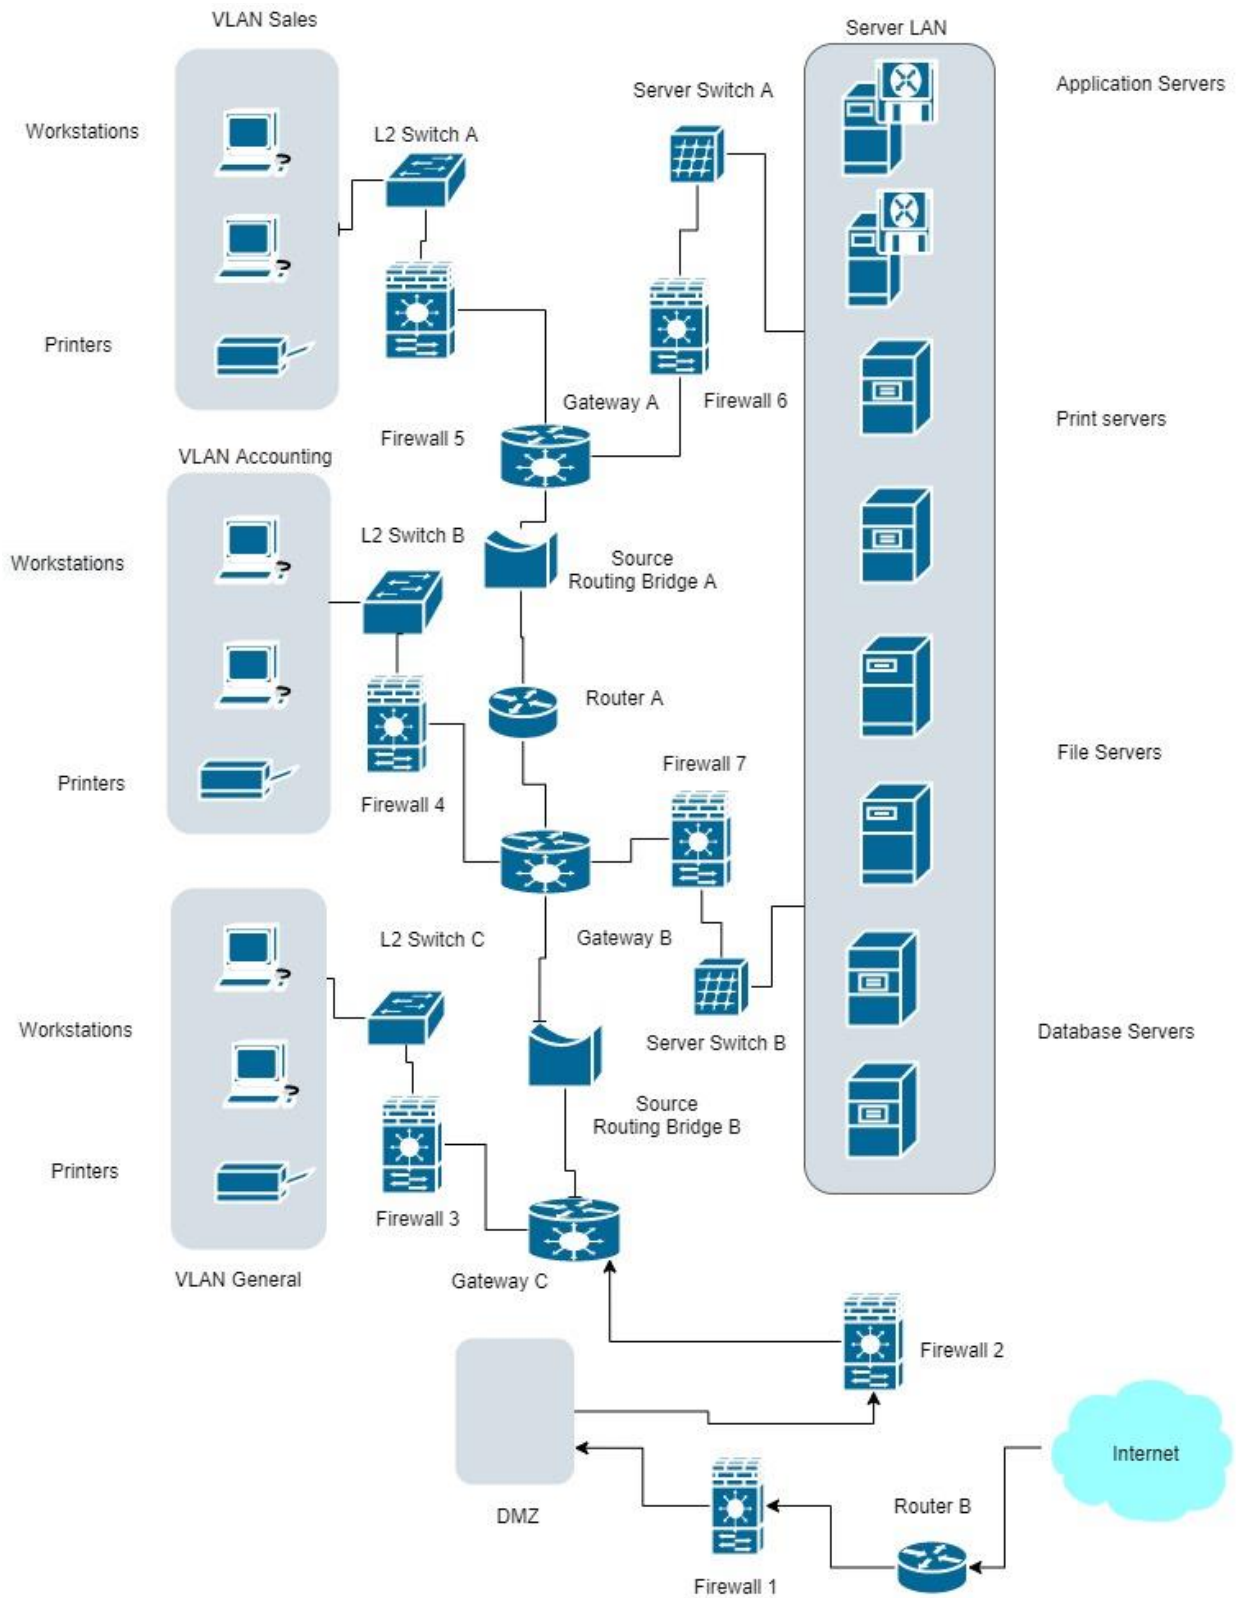 VLAN Sales
Server LAN
Server Switch A
Application Servers
Workstations
L2 Switch A
Printers
Gateway A
Firewall 6
Firewall 5
Print servers
VLAN Accounting
L2 Switch B
Source
Routing Bridge A
Workstations
Router A
Firewall 7
File Servers
Printers
Firewall 4
L2 Switch C
Gateway B
Workstations
Server Switch B
Database Servers
Source
Routing Bridge B
Printers
Firewall 3
VLAN General
Gateway C
Firewall 2
Internet
DMZ
Router B
Firewall 1